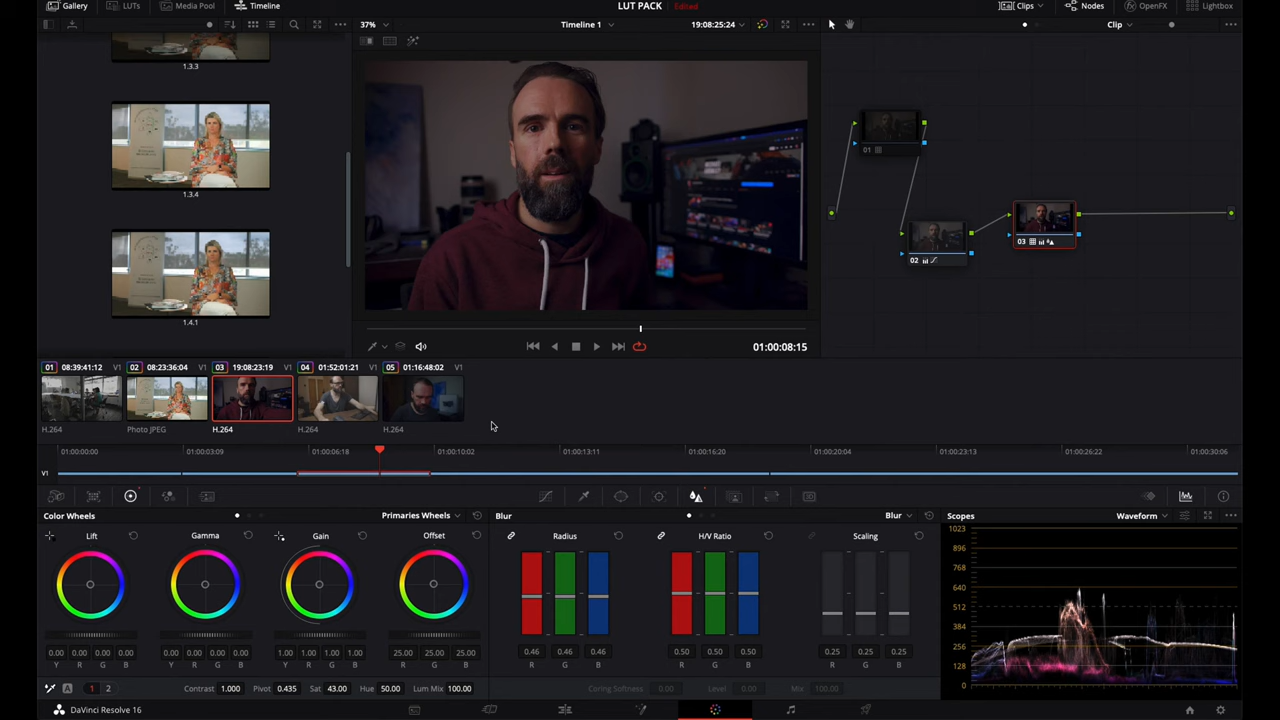 Gallery LUTs Media Pool Timeline LUT PACK Edited Clips Nodes OpenFX Lightbox
37% Timeline 1 19:08:25:24 Clip
1.3.3
1.3.4
1.4.1
01
02
03
01:00:08:15
01 08:39:41:12 V1 02 08:23:36:04 V1 03 19:08:23:19 V1 04 01:52:01:21 V1 05 01:16:48:02 V1
H.264 Photo JPEG H.264 H.264 H.264
01:00:00:00 01:00:03:09 01:00:06:18 01:00:10:02 01:00:13:11 01:00:16:20 01:00:20:04 01:00:23:13 01:00:26:22 01:00:30:06
V1
Color Wheels Primaries Wheels Blur Blur Scopes Waveform
Lift Gamma Gain Offset Radius H/V Ratio Scaling
1023
896
768
640
512
384
256
128
0
0.00 0.00 0.00 0.00 0.00 0.00 0.00 0.00 1.00 1.00 1.00 1.00 25.00 25.00 25.00 0.46 0.46 0.46 0.50 0.50 0.50 0.25 0.25 0.25
Y R G B Y R G B Y R G B R G B R G B R G B R G B
A 1 2 Contrast 1.000 Pivot 0.435 Sat 43.00 Hue 50.00 Lum Mix 100.00 Coring Softness 0.00 Level 0.00 Mix 100.00
DaVinci Resolve 16